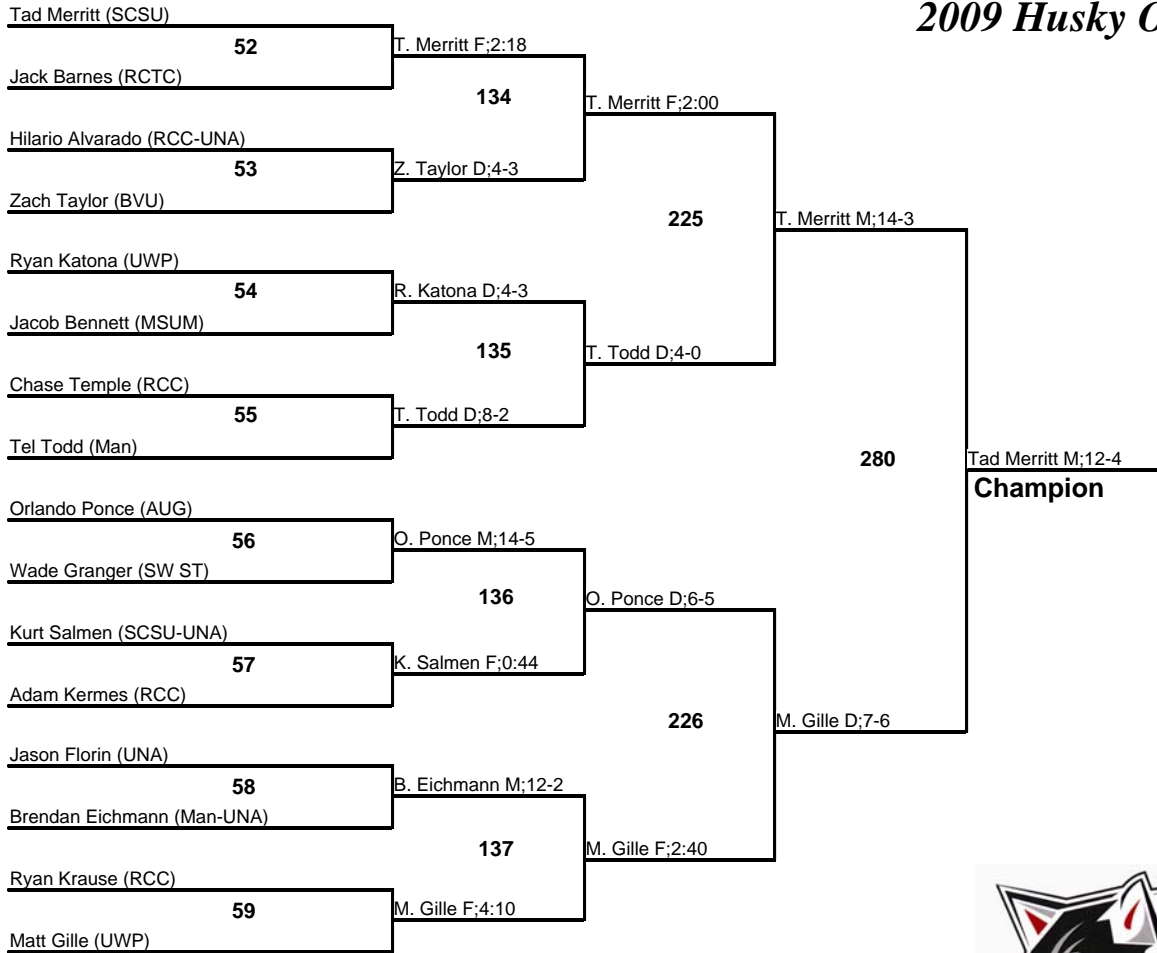 2009 Husky O
Tad Merritt (SCSU)
52
T. Merritt F;2:18
Jack Barnes (RCTC)
134
T. Merritt F;2:00
Hilario Alvarado (RCC-UNA)
53
Z. Taylor D;4-3
Zach Taylor (BVU)
225
T. Merritt M;14-3
Ryan Katona (UWP)
54
R. Katona D;4-3
Jacob Bennett (MSUM)
135
T. Todd D;4-0
Chase Temple (RCC)
55
T. Todd D;8-2
Tel Todd (Man)
280
Tad Merritt M;12-4
Champion
Orlando Ponce (AUG)
56
O. Ponce M;14-5
Wade Granger (SW ST)
136
O. Ponce D;6-5
Kurt Salmen (SCSU-UNA)
57
K. Salmen F;0:44
Adam Kermes (RCC)
226
M. Gille D;7-6
Jason Florin (UNA)
58
B. Eichmann M;12-2
Brendan Eichmann (Man-UNA)
137
M. Gille F;2:40
Ryan Krause (RCC)
59
M. Gille F;4:10
Matt Gille (UWP)